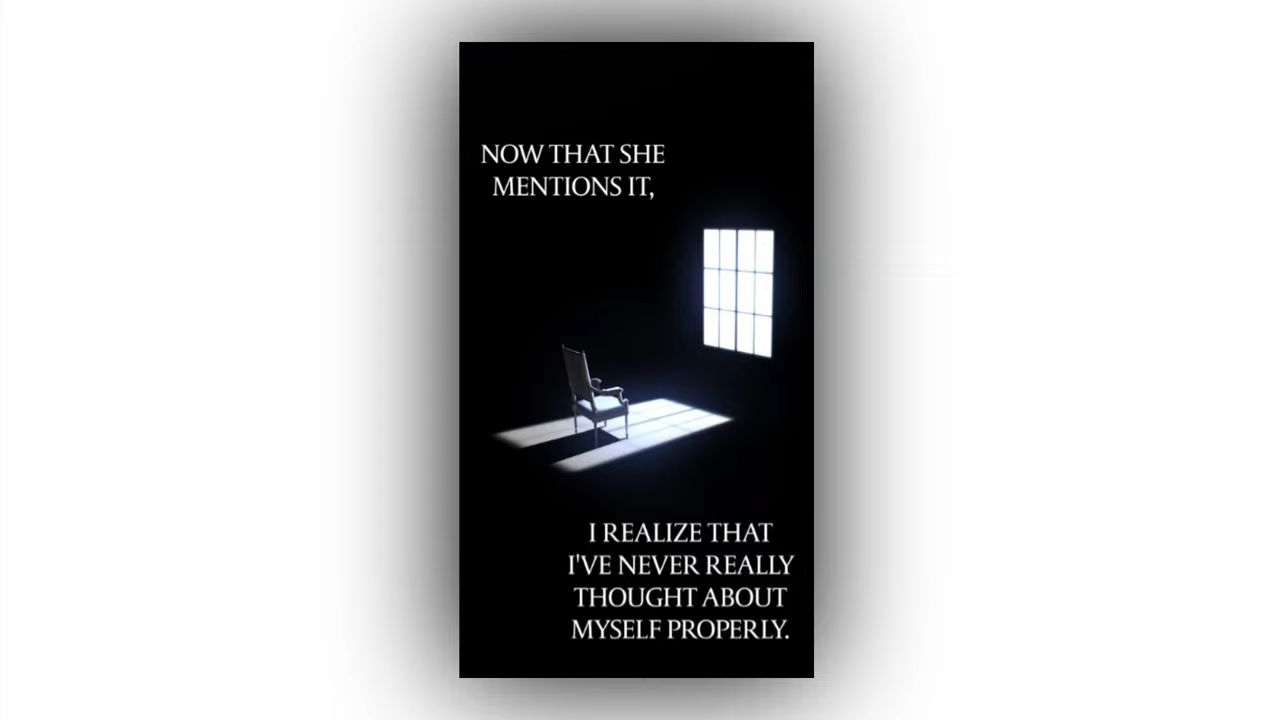 NOW THAT SHE
MENTIONS IT,
I REALIZE THAT
I'VE NEVER REALLY
THOUGHT ABOUT
MYSELF PROPERLY.